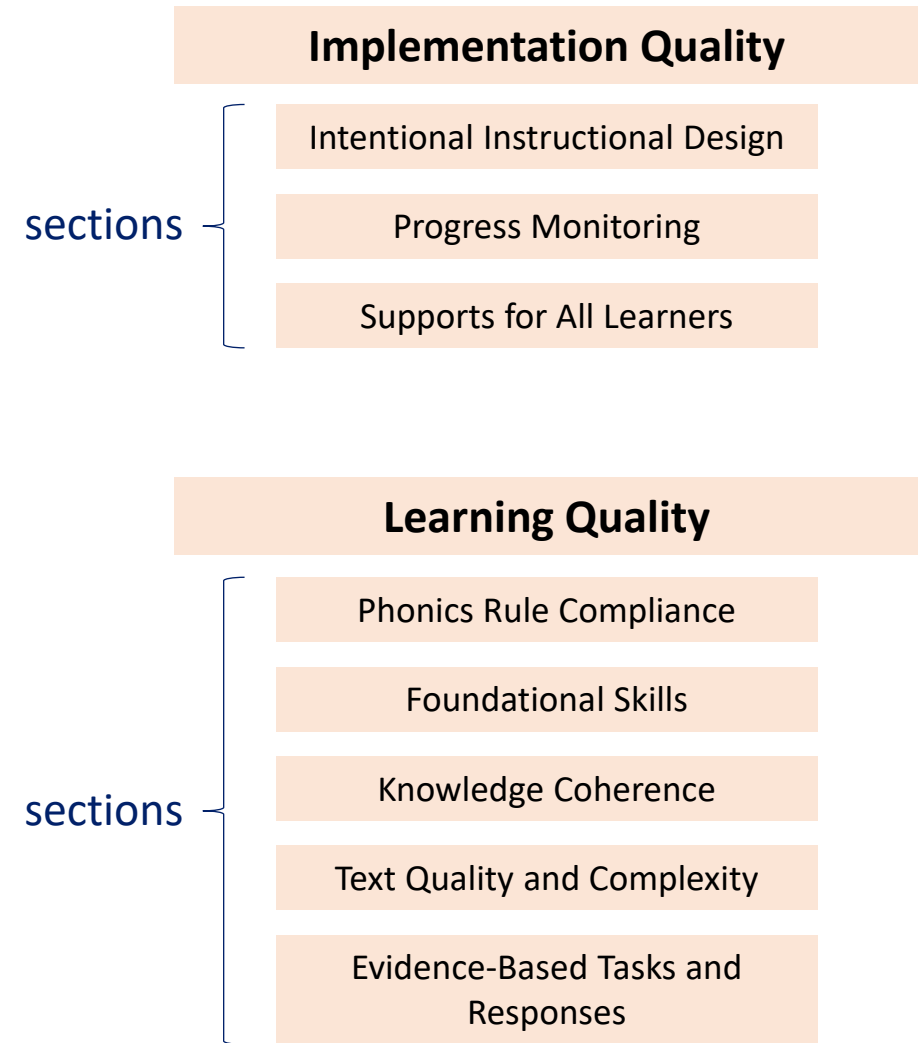 Implementation Quality
sections
Intentional Instructional Design
Progress Monitoring
Supports for All Learners
Learning Quality
sections
Phonics Rule Compliance
Foundational Skills
Knowledge Coherence
Text Quality and Complexity
Evidence-Based Tasks and
Responses